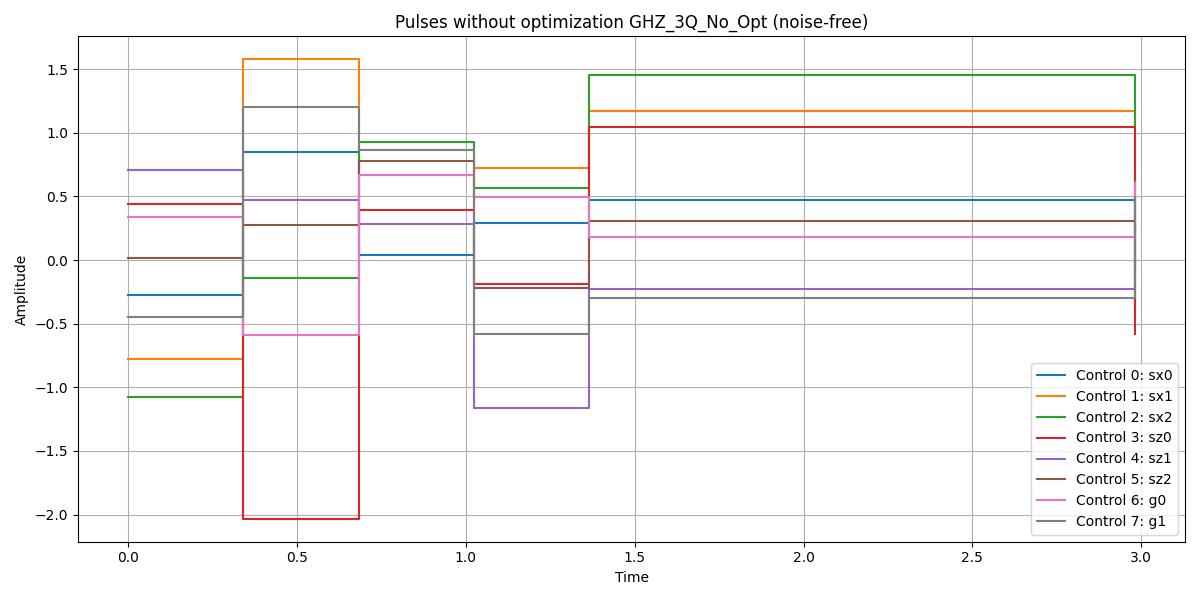 Pulses without optimization GHZ_3Q_No_Opt (noise-free)
Amplitude
1.5
1.0
0.5
0.0
−0.5
−1.0
−1.5
−2.0
Control 0: sx0
Control 1: sx1
Control 2: sx2
Control 3: sz0
Control 4: sz1
Control 5: sz2
Control 6: g0
Control 7: g1
0.0 0.5 1.0 1.5 2.0 2.5 3.0
Time